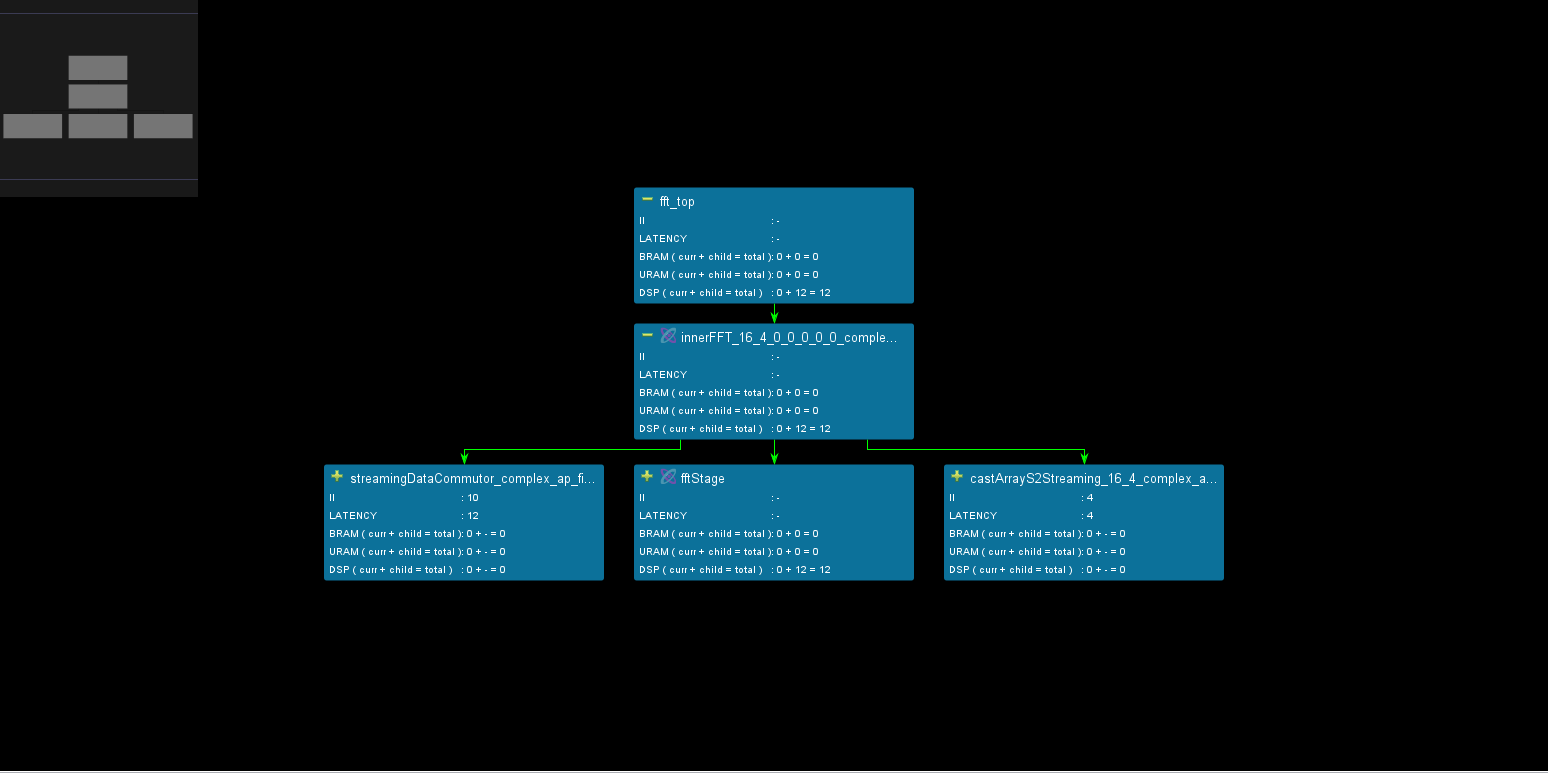 fft_top
II : -
LATENCY : -
BRAM ( curr + child = total ): 0 + 0 = 0
URAM ( curr + child = total ): 0 + 0 = 0
DSP ( curr + child = total ) : 0 + 12 = 12
innerFFT_16_4_0_0_0_0_0_comple...
II : -
LATENCY : -
BRAM ( curr + child = total ): 0 + 0 = 0
URAM ( curr + child = total ): 0 + 0 = 0
DSP ( curr + child = total ) : 0 + 12 = 12
streamingDataCommutor_complex_ap_fi...
II : 10
LATENCY : 12
BRAM ( curr + child = total ): 0 + - = 0
URAM ( curr + child = total ): 0 + - = 0
DSP ( curr + child = total ) : 0 + - = 0
fftStage
II : -
LATENCY : -
BRAM ( curr + child = total ): 0 + 0 = 0
URAM ( curr + child = total ): 0 + 0 = 0
DSP ( curr + child = total ) : 0 + 12 = 12
castArrayS2Streaming_16_4_complex_a...
II : 4
LATENCY : 4
BRAM ( curr + child = total ): 0 + - = 0
URAM ( curr + child = total ): 0 + - = 0
DSP ( curr + child = total ) : 0 + - = 0